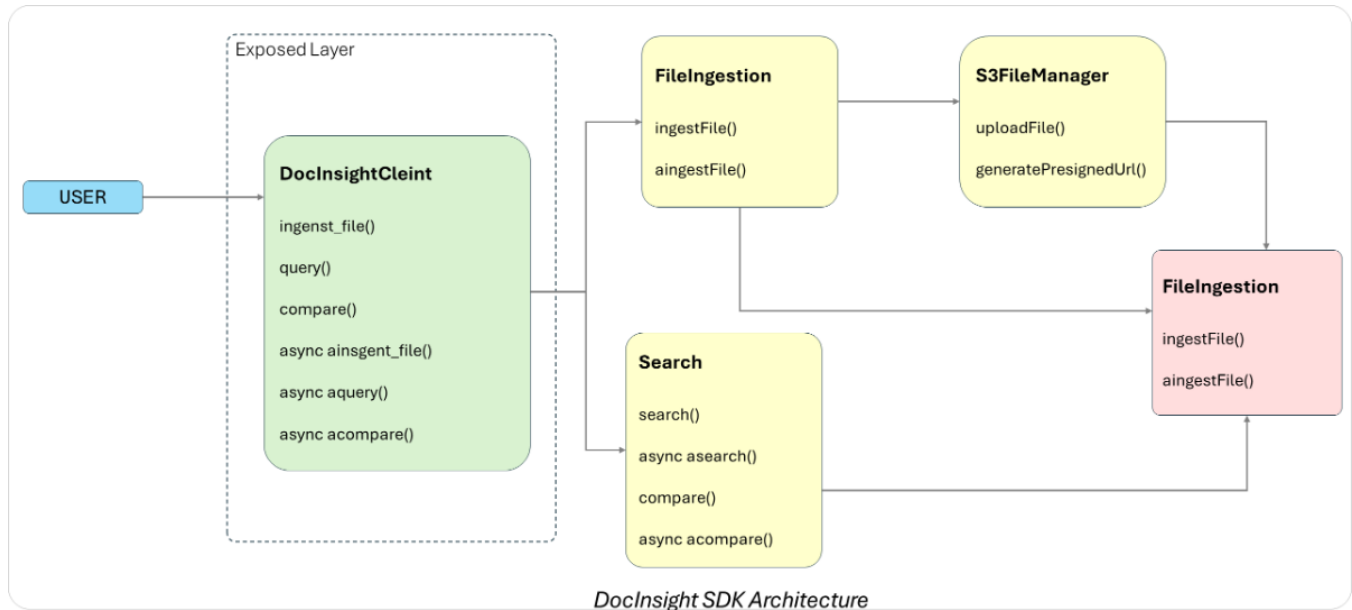 Exposed Layer
USER
DocInsightCleint
ingenst_file()
query()
compare()
async ainsgent_file()
async aquery()
async acompare()
FileIngestion
ingestFile()
aingestFile()
S3FileManager
uploadFile()
generatePresignedUrl()
Search
search()
async asearch()
compare()
async acompare()
FileIngestion
ingestFile()
aingestFile()
DocInsight SDK Architecture